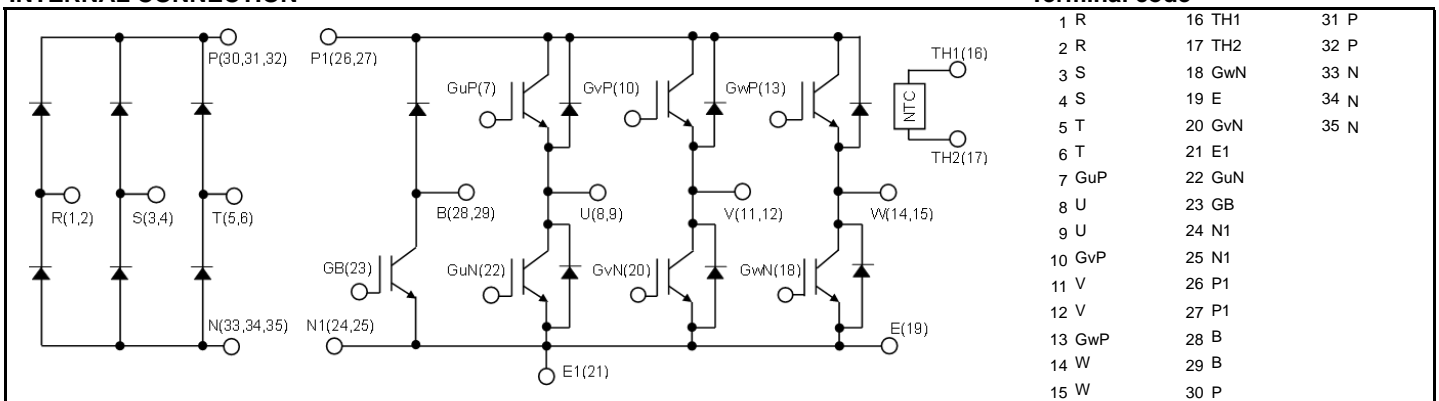 INTERNAL CONNECTION
Terminal code
P(30,31,32)
P1(26,27)
TH1(16)
GuP(7)
GvP(10)
GwP(13)
NTC
TH2(17)
R(1,2)
S(3,4)
T(5,6)
B(28,29)
U(8,9)
V(11,12)
W(14,15)
GB(23)
GuN(22)
GvN(20)
GwN(18)
N(33,34,35)
N1(24,25)
E(19)
E1(21)
1 R
2 R
3 S
4 S
5 T
6 T
7 GuP
8 U
9 U
10 GvP
11 V
12 V
13 GwP
14 W
15 W
16 TH1
17 TH2
18 GwN
19 E
20 GvN
21 E1
22 GuN
23 GB
24 N1
25 N1
26 P1
27 P1
28 B
29 B
30 P
31 P
32 P
33 N
34 N
35 N